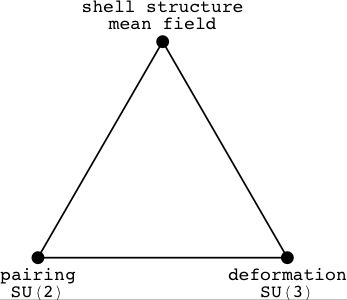 shell structure
mean field
pairing
SU(2)
deformation
SU(3)